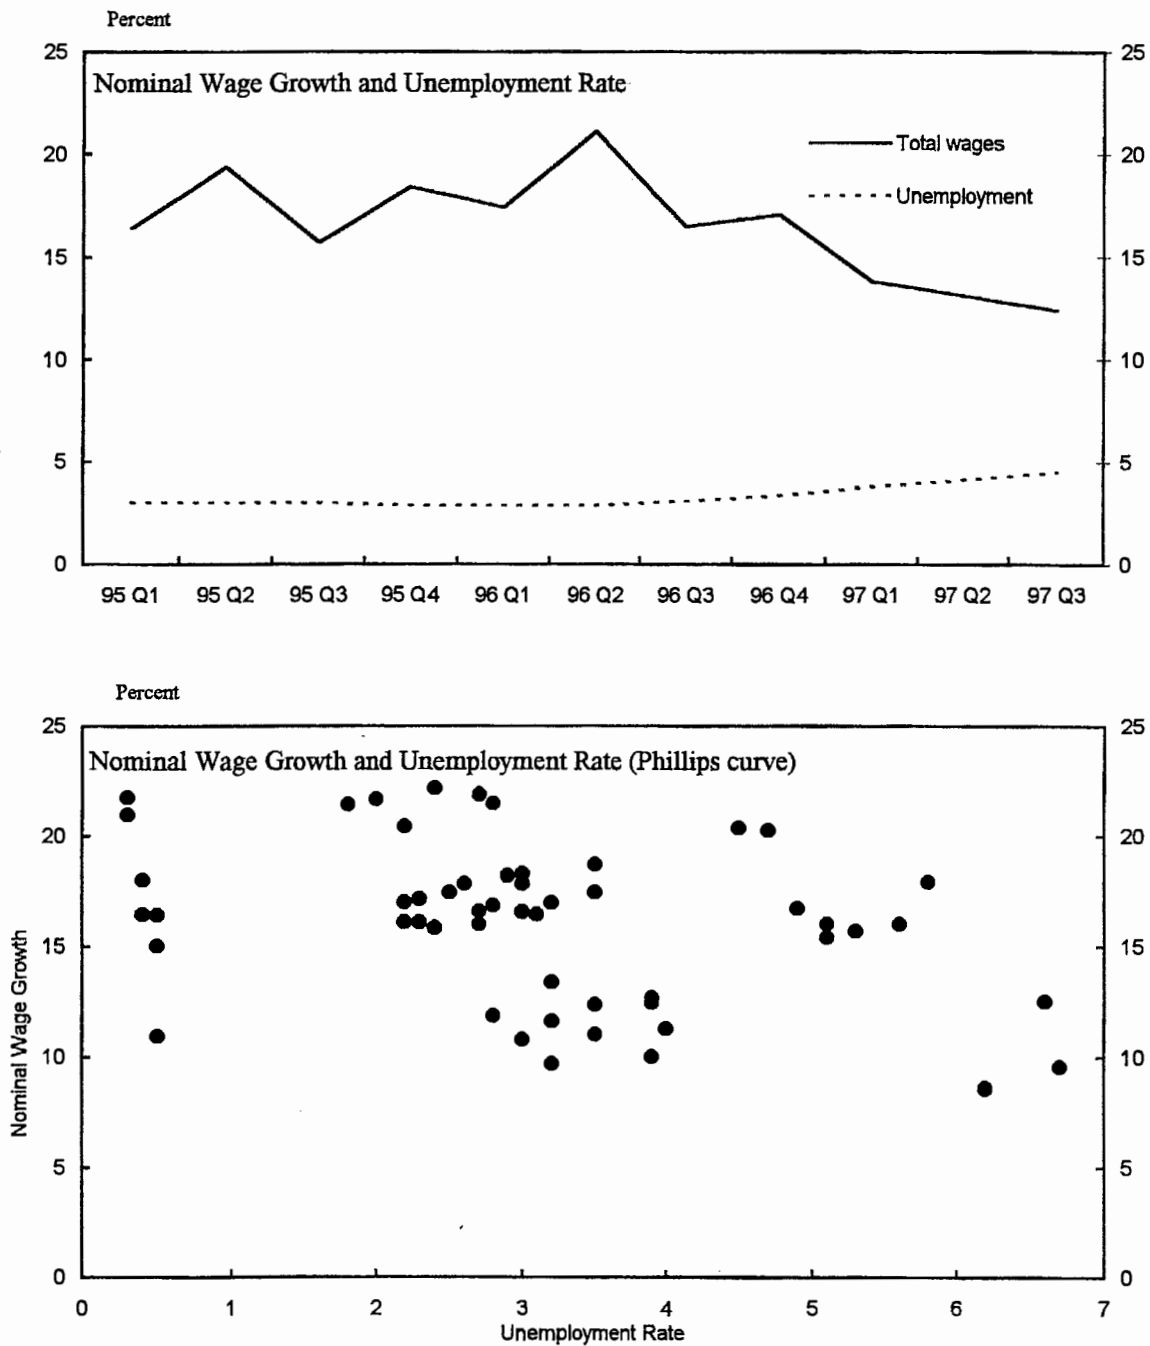 Percent
25 25
Nominal Wage Growth and Unemployment Rate
Total wages
20 20
Unemployment
15 15
10 10
5 5
0 0
95 Q1 95 Q2 95 Q3 95 Q4 96 Q1 96 Q2 96 Q3 96 Q4 97 Q1 97 Q2 97 Q3
Percent
25 25
Nominal Wage Growth and Unemployment Rate (Phillips curve)
20 20
15 15
Nominal Wage Growth
10 10
5 5
0 0
0 1 2 3 4 5 6 7
Unemployment Rate